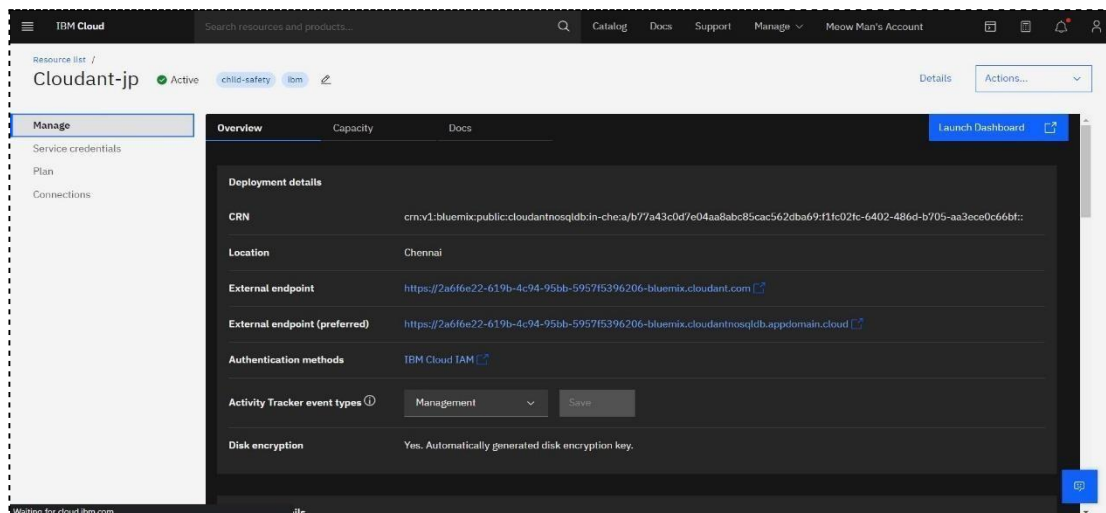 IBM Cloud Search resources and products... Catalog Docs Support Manage Meow Man's Account
Resource list /
Cloudant-jp Active child-safety ibm Details Actions...
Manage Overview Capacity Docs Launch Dashboard
Service credentials
Plan
Connections
Deployment details
CRN crn:v1:bluemix:public:cloudantnosqldb:in-che:a/b77a43c0d7e04aa8abc85cac562dba69:f1fc02fc-6402-486d-b705-aa3ece0c66bf::
Location Chennai
External endpoint https://2a6f6e22-619b-4c94-95bb-5957f5396206-bluemix.cloudant.com
External endpoint (preferred) https://2a6f6e22-619b-4c94-95bb-5957f5396206-bluemix.cloudantnosqldb.appdomain.cloud
Authentication methods IBM Cloud IAM
Activity Tracker event types Management Save
Disk encryption Yes. Automatically generated disk encryption key.
Waiting for cloud.ibm.com